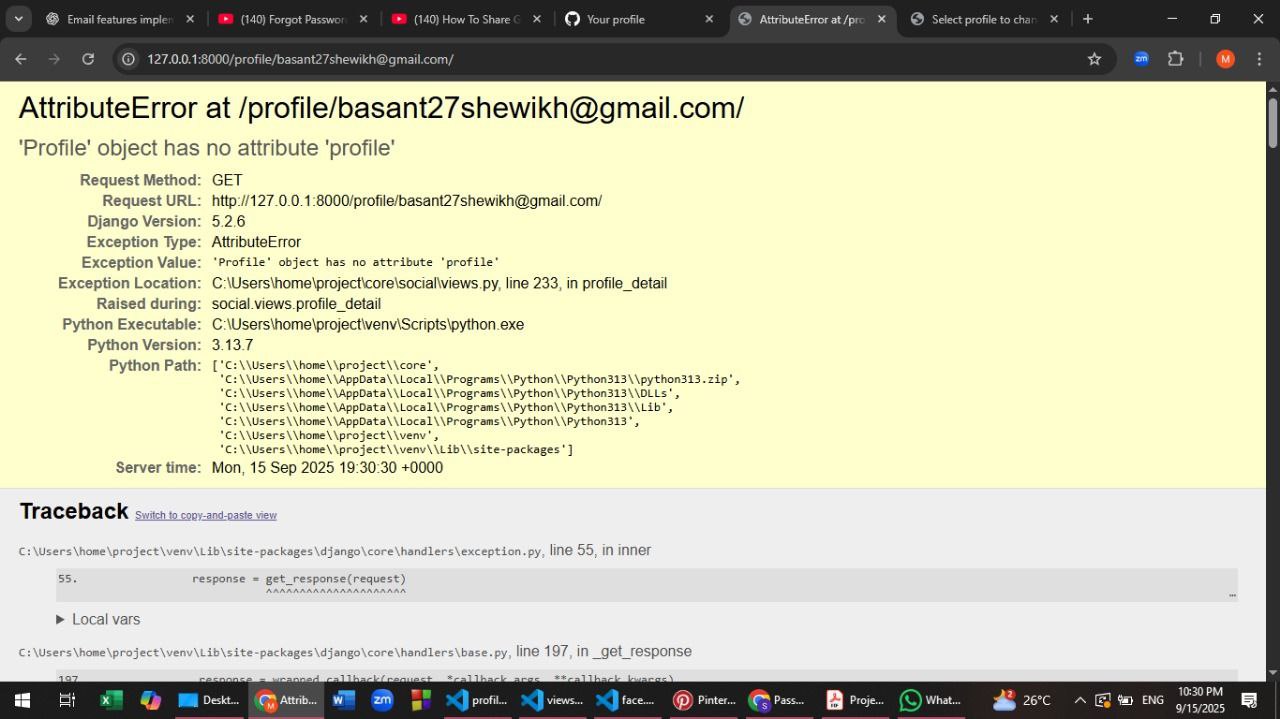 Email features implen
(140) Forgot Passwor
(140) How To Share G
Your profile
AttributeError at /pro
Select profile to chan
127.0.0.1:8000/profile/basant27shewikh@gmail.com/
zm
M
AttributeError at /profile/basant27shewikh@gmail.com/
'Profile' object has no attribute 'profile'
Request Method: GET
Request URL: http://127.0.0.1:8000/profile/basant27shewikh@gmail.com/
Django Version: 5.2.6
Exception Type: AttributeError
Exception Value: 'Profile' object has no attribute 'profile'
Exception Location: C:\Users\home\project\core\social\views.py, line 233, in profile_detail
Raised during: social.views.profile_detail
Python Executable: C:\Users\home\project\venv\Scripts\python.exe
Python Version: 3.13.7
Python Path: ['C:\\Users\\home\\project\\core',
'C:\\Users\\home\\AppData\\Local\\Programs\\Python\\Python313\\python313.zip',
'C:\\Users\\home\\AppData\\Local\\Programs\\Python\\Python313\\DLLs',
'C:\\Users\\home\\AppData\\Local\\Programs\\Python\\Python313\\Lib',
'C:\\Users\\home\\AppData\\Local\\Programs\\Python\\Python313',
'C:\\Users\\home\\project\\venv',
'C:\\Users\\home\\project\\venv\\Lib\\site-packages']
Server time: Mon, 15 Sep 2025 19:30:30 +0000
Traceback Switch to copy-and-paste view
C:\Users\home\project\venv\Lib\site-packages\django\core\handlers\exception.py, line 55, in inner
55. response = get_response(request)
^^^^^^^^^^^^^^^^^^^^^
…
Local vars
C:\Users\home\project\venv\Lib\site-packages\django\core\handlers\base.py, line 197, in _get_response
197. response = wrapped_callback(request, *callback_args, **callback_kwargs)
Deskt...
Attrib...
zm
profil...
views...
face....
Pinter...
Pass...
Proje...
What...
2
26°C
ENG
10:30 PM
9/15/2025